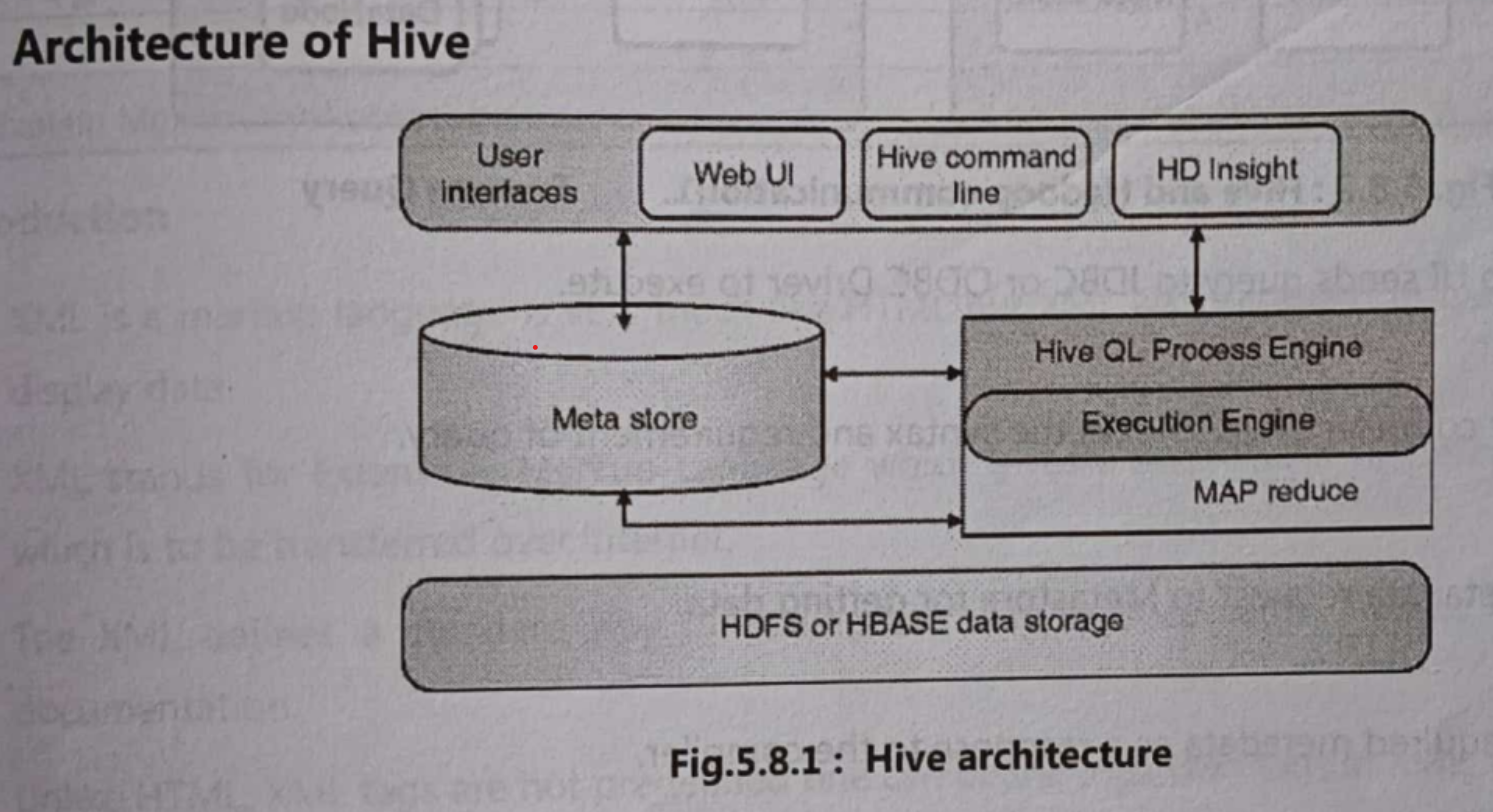 Architecture of Hive
User
interfaces
Web UI
Hive command
line
HD Insight
Meta store
Hive QL Process Engine
Execution Engine
MAP reduce
HDFS or HBASE data storage
Fig.5.8.1 : Hive architecture